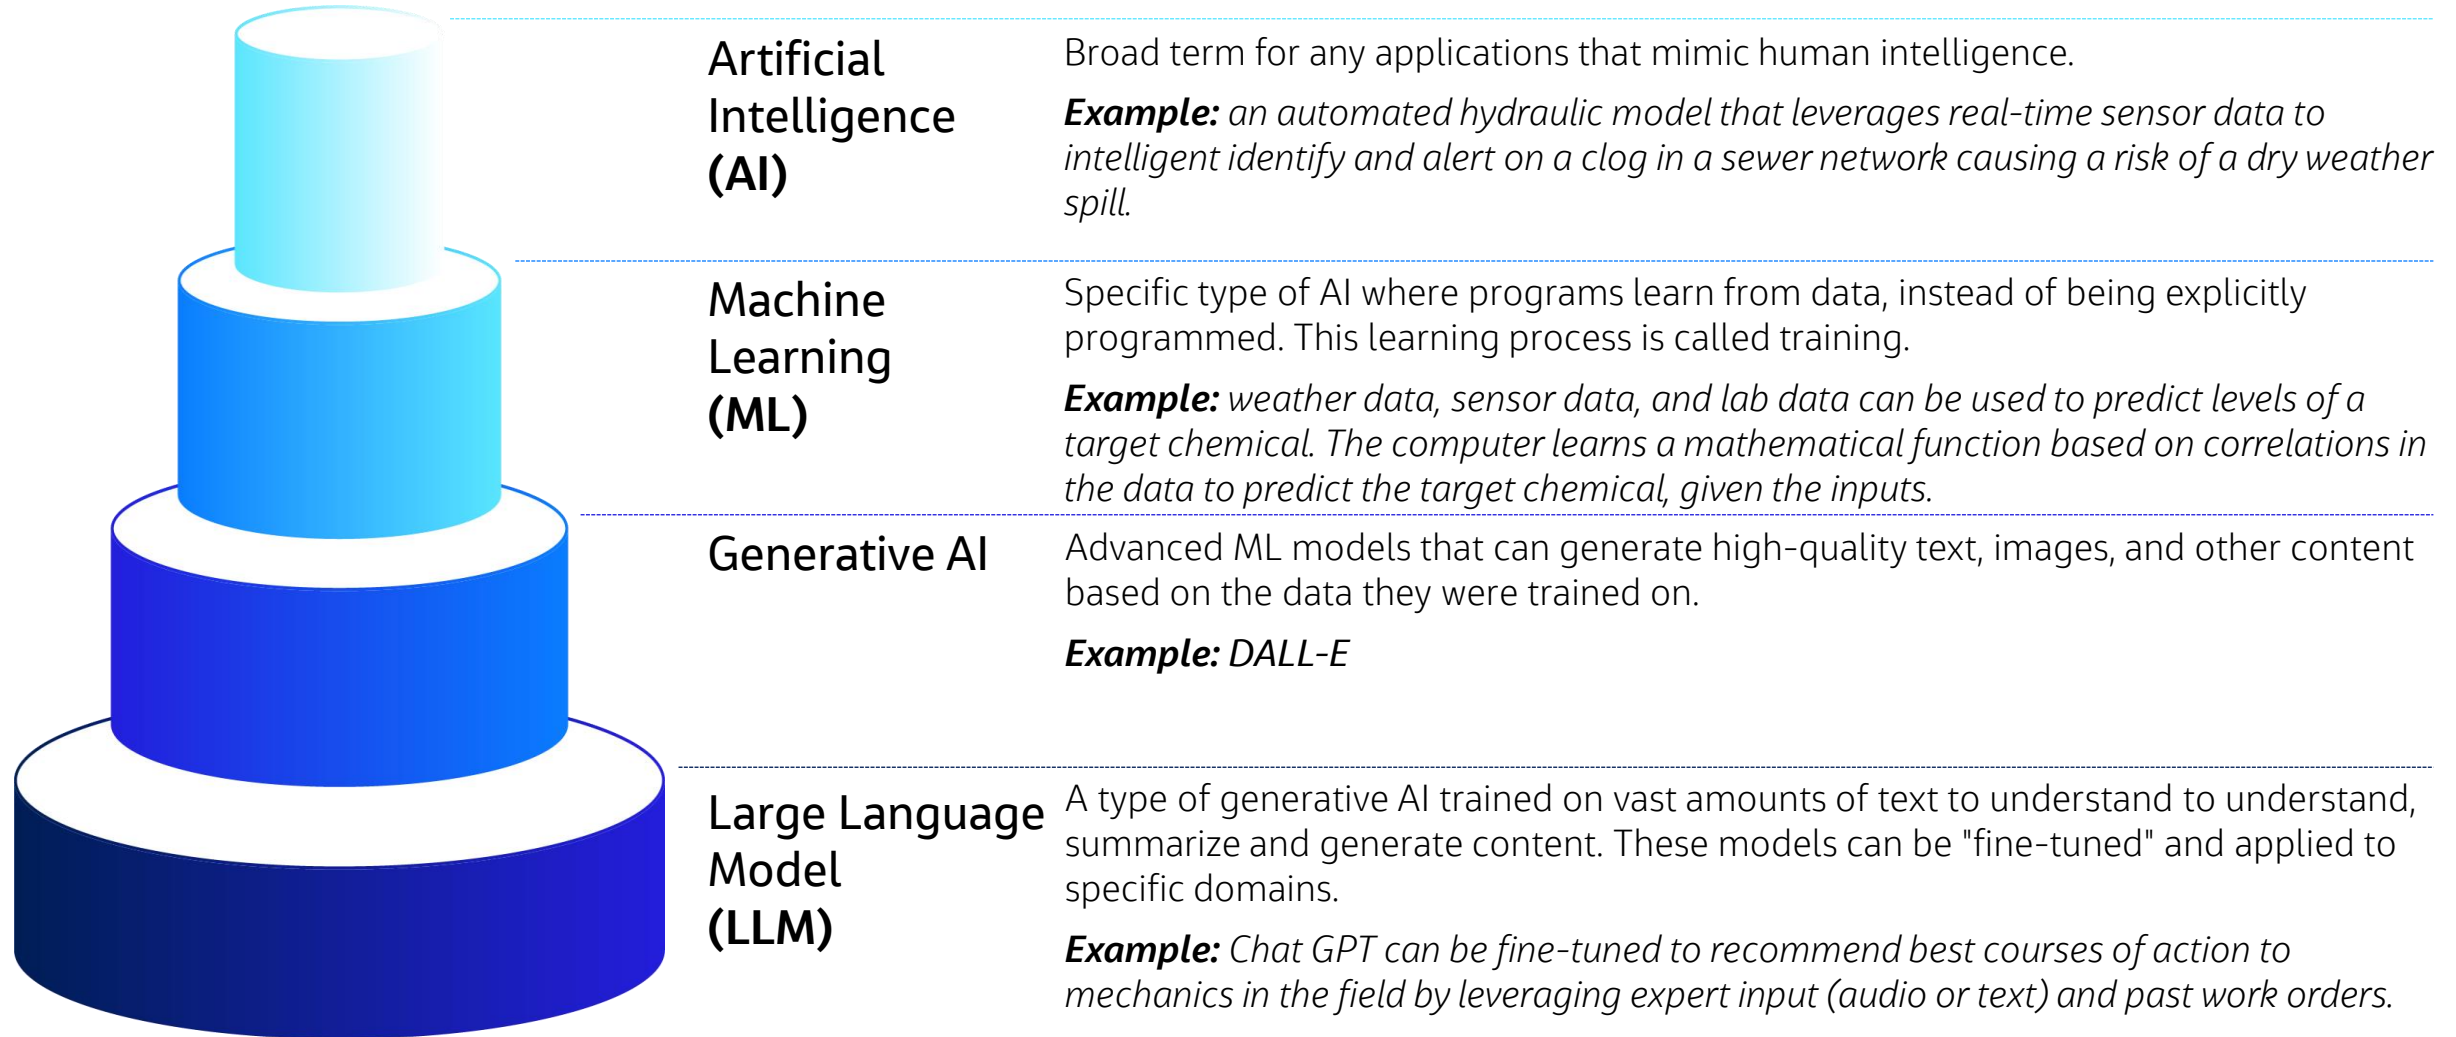 Artificial
Intelligence
(AI)
Broad term for any applications that mimic human intelligence.
Example: an automated hydraulic model that leverages real-time sensor data to
intelligent identify and alert on a clog in a sewer network causing a risk of a dry weather
spill.
Machine
Learning
(ML)
Specific type of AI where programs learn from data, instead of being explicitly
programmed. This learning process is called training.
Example: weather data, sensor data, and lab data can be used to predict levels of a
target chemical. The computer learns a mathematical function based on correlations in
the data to predict the target chemical, given the inputs.
Generative AI
Advanced ML models that can generate high-quality text, images, and other content
based on the data they were trained on.
Example: DALL-E
Large Language
Model
(LLM)
A type of generative AI trained on vast amounts of text to understand to understand,
summarize and generate content. These models can be "fine-tuned" and applied to
specific domains.
Example: Chat GPT can be fine-tuned to recommend best courses of action to
mechanics in the field by leveraging expert input (audio or text) and past work orders.